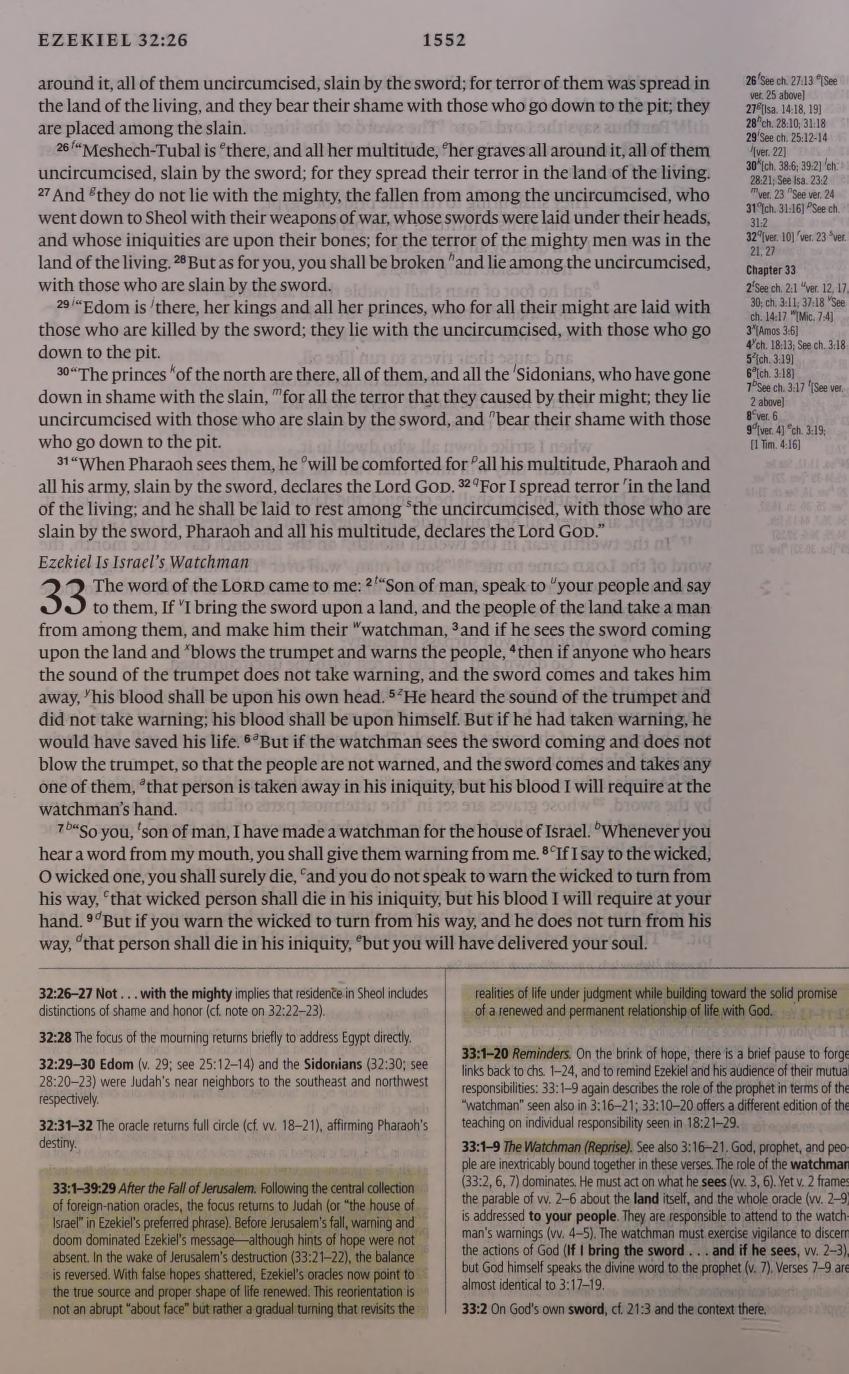 EZEKIEL 32:26
1552
around it, all of them uncircumcised, slain by the sword; for terror of them was spread in
the land of the living, and they bear their shame with those who go down to the pit; they
are placed among the slain.
26 f“Meshech-Tubal is e there, and all her multitude, e her graves all around it, all of them
uncircumcised, slain by the sword; for they spread their terror in the land of the living.
27 And g they do not lie with the mighty, the fallen from among the uncircumcised, who
went down to Sheol with their weapons of war, whose swords were laid under their heads,
and whose iniquities are upon their bones; for the terror of the mighty men was in the
land of the living. 28 But as for you, you shall be broken h and lie among the uncircumcised,
with those who are slain by the sword.
29 i“Edom is j there, her kings and all her princes, who for all their might are laid with
those who are killed by the sword; they lie with the uncircumcised, with those who go
down to the pit.
30 “The princes k of the north are there, all of them, and all the l Sidonians, who have gone
down in shame with the slain, m for all the terror that they caused by their might; they lie
uncircumcised with those who are slain by the sword, and n bear their shame with those
who go down to the pit.
31 “When Pharaoh sees them, he o will be comforted for p all his multitude, Pharaoh and
all his army, slain by the sword, declares the Lord GOD. 32 q For I spread terror r in the land
of the living; and he shall be laid to rest among s the uncircumcised, with those who are
slain by the sword, Pharaoh and all his multitude, declares the Lord GOD.”
Ezekiel Is Israel’s Watchman
33 The word of the LORD came to me: 2 t“Son of man, speak to u your people and say
to them, If v I bring the sword upon a land, and the people of the land take a man
from among them, and make him their w watchman, 3 and if he sees the sword coming
upon the land and x blows the trumpet and warns the people, 4 then if anyone who hears
the sound of the trumpet does not take warning, and the sword comes and takes him
away, y his blood shall be upon his own head. 5 z He heard the sound of the trumpet and
did not take warning; his blood shall be upon himself. But if he had taken warning, he
would have saved his life. 6 a But if the watchman sees the sword coming and does not
blow the trumpet, so that the people are not warned, and the sword comes and takes any
one of them, a that person is taken away in his iniquity, but his blood I will require at the
watchman’s hand.
7 b“So you, t son of man, I have made a watchman for the house of Israel. b Whenever you
hear a word from my mouth, you shall give them warning from me. 8 c If I say to the wicked,
O wicked one, you shall surely die, c and you do not speak to warn the wicked to turn from
his way, c that wicked person shall die in his iniquity, but his blood I will require at your
hand. 9 d But if you warn the wicked to turn from his way, and he does not turn from his
way, d that person shall die in his iniquity, e but you will have delivered your soul.
26 f See ch. 27:13 e [See
ver. 25 above]
27 g [Isa. 14:18, 19]
28 h ch. 28:10; 31:18
29 i See ch. 25:12-14
j [ver. 22]
30 k [ch. 38:6; 39:2] l ch.
28:21; See Isa. 23:2
m ver. 23 n See ver. 24
31 o [ch. 31:16] p See ch.
31:2
32 q [ver. 10] r ver. 23 s ver.
21, 27
Chapter 33
2 t See ch. 2:1 u ver. 12, 17,
30; ch. 3:11; 37:18 v See
ch. 14:17 w [Mic. 7:4]
3 x [Amos 3:6]
4 y ch. 18:13; See ch. 3:18
5 z [ch. 3:19]
6 a [ch. 3:18]
7 b See ch. 3:17 t [See ver.
2 above]
8 c ver. 6
9 d [ver. 4] e ch. 3:19;
[1 Tim. 4:16]
32:26–27 Not . . . with the mighty implies that residence in Sheol includes
distinctions of shame and honor (cf. note on 32:22–23).
32:28 The focus of the mourning returns briefly to address Egypt directly.
32:29–30 Edom (v. 29; see 25:12–14) and the Sidonians (32:30; see
28:20–23) were Judah’s near neighbors to the southeast and northwest
respectively.
32:31–32 The oracle returns full circle (cf. vv. 18–21), affirming Pharaoh’s
destiny.
33:1–39:29 After the Fall of Jerusalem. Following the central collection
of foreign-nation oracles, the focus returns to Judah (or “the house of
Israel” in Ezekiel’s preferred phrase). Before Jerusalem’s fall, warning and
doom dominated Ezekiel’s message—although hints of hope were not
absent. In the wake of Jerusalem’s destruction (33:21–22), the balance
is reversed. With false hopes shattered, Ezekiel’s oracles now point to
the true source and proper shape of life renewed. This reorientation is
not an abrupt “about face” but rather a gradual turning that revisits the
realities of life under judgment while building toward the solid promise
of a renewed and permanent relationship of life with God.
33:1–20 Reminders. On the brink of hope, there is a brief pause to forge
links back to chs. 1–24, and to remind Ezekiel and his audience of their mutual
responsibilities: 33:1–9 again describes the role of the prophet in terms of the
“watchman” seen also in 3:16–21; 33:10–20 offers a different edition of the
teaching on individual responsibility seen in 18:21–29.
33:1–9 The Watchman (Reprise). See also 3:16–21. God, prophet, and peo-
ple are inextricably bound together in these verses. The role of the watchman
(33:2, 6, 7) dominates. He must act on what he sees (vv. 3, 6). Yet v. 2 frames
the parable of vv. 2–6 about the land itself, and the whole oracle (vv. 2–9)
is addressed to your people. They are responsible to attend to the watch-
man’s warnings (vv. 4–5). The watchman must exercise vigilance to discern
the actions of God (If I bring the sword . . . and if he sees, vv. 2–3),
but God himself speaks the divine word to the prophet (v. 7). Verses 7–9 are
almost identical to 3:17–19.
33:2 On God’s own sword, cf. 21:3 and the context there.